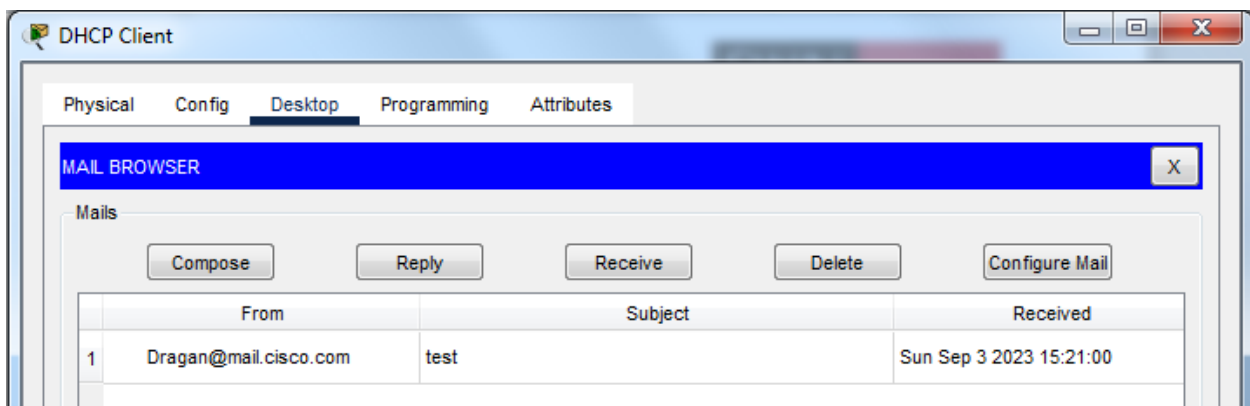 DHCP Client
X
Physical Config Desktop Programming Attributes
MAIL BROWSER X
Mails
Compose Reply Receive Delete Configure Mail
From Subject Received
1 Dragan@mail.cisco.com test Sun Sep 3 2023 15:21:00